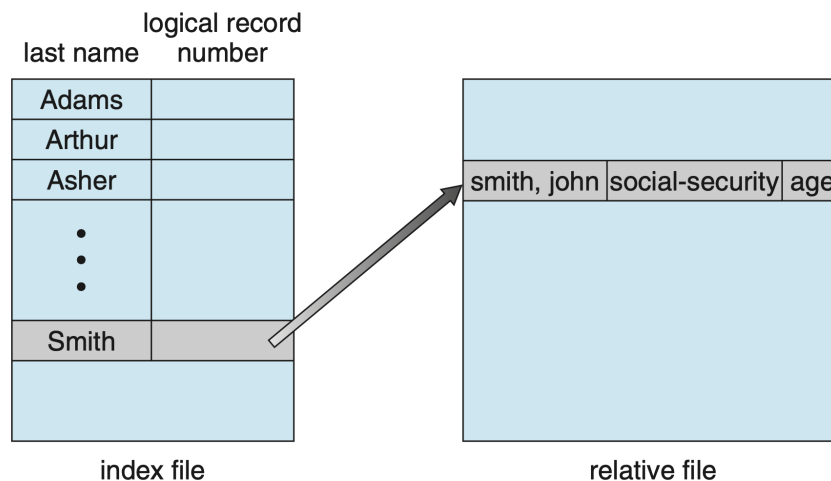 logical record
last name number
Adams
Arthur
Asher
Smith
smith, john social-security age
index file relative file